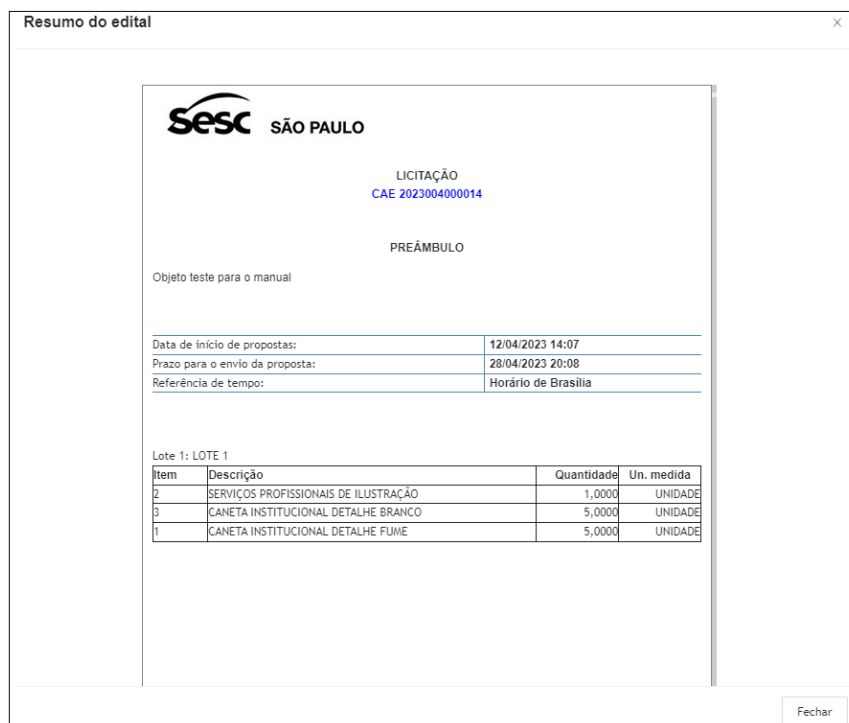 Resumo do edital
Sesc SÃO PAULO
LICITAÇÃO
CAE 2023004000014
PREÂMBULO
Objeto teste para o manual
Data de início de propostas: 12/04/2023 14:07
Prazo para o envio da proposta: 28/04/2023 20:08
Referência de tempo: Horário de Brasília
Lote 1: LOTE 1
Item Descrição Quantidade Un. medida
2 SERVIÇOS PROFISSIONAIS DE ILUSTRAÇÃO 1,0000 UNIDADE
3 CANETA INSTITUCIONAL DETALHE BRANCO 5,0000 UNIDADE
1 CANETA INSTITUCIONAL DETALHE FUME 5,0000 UNIDADE
Fechar